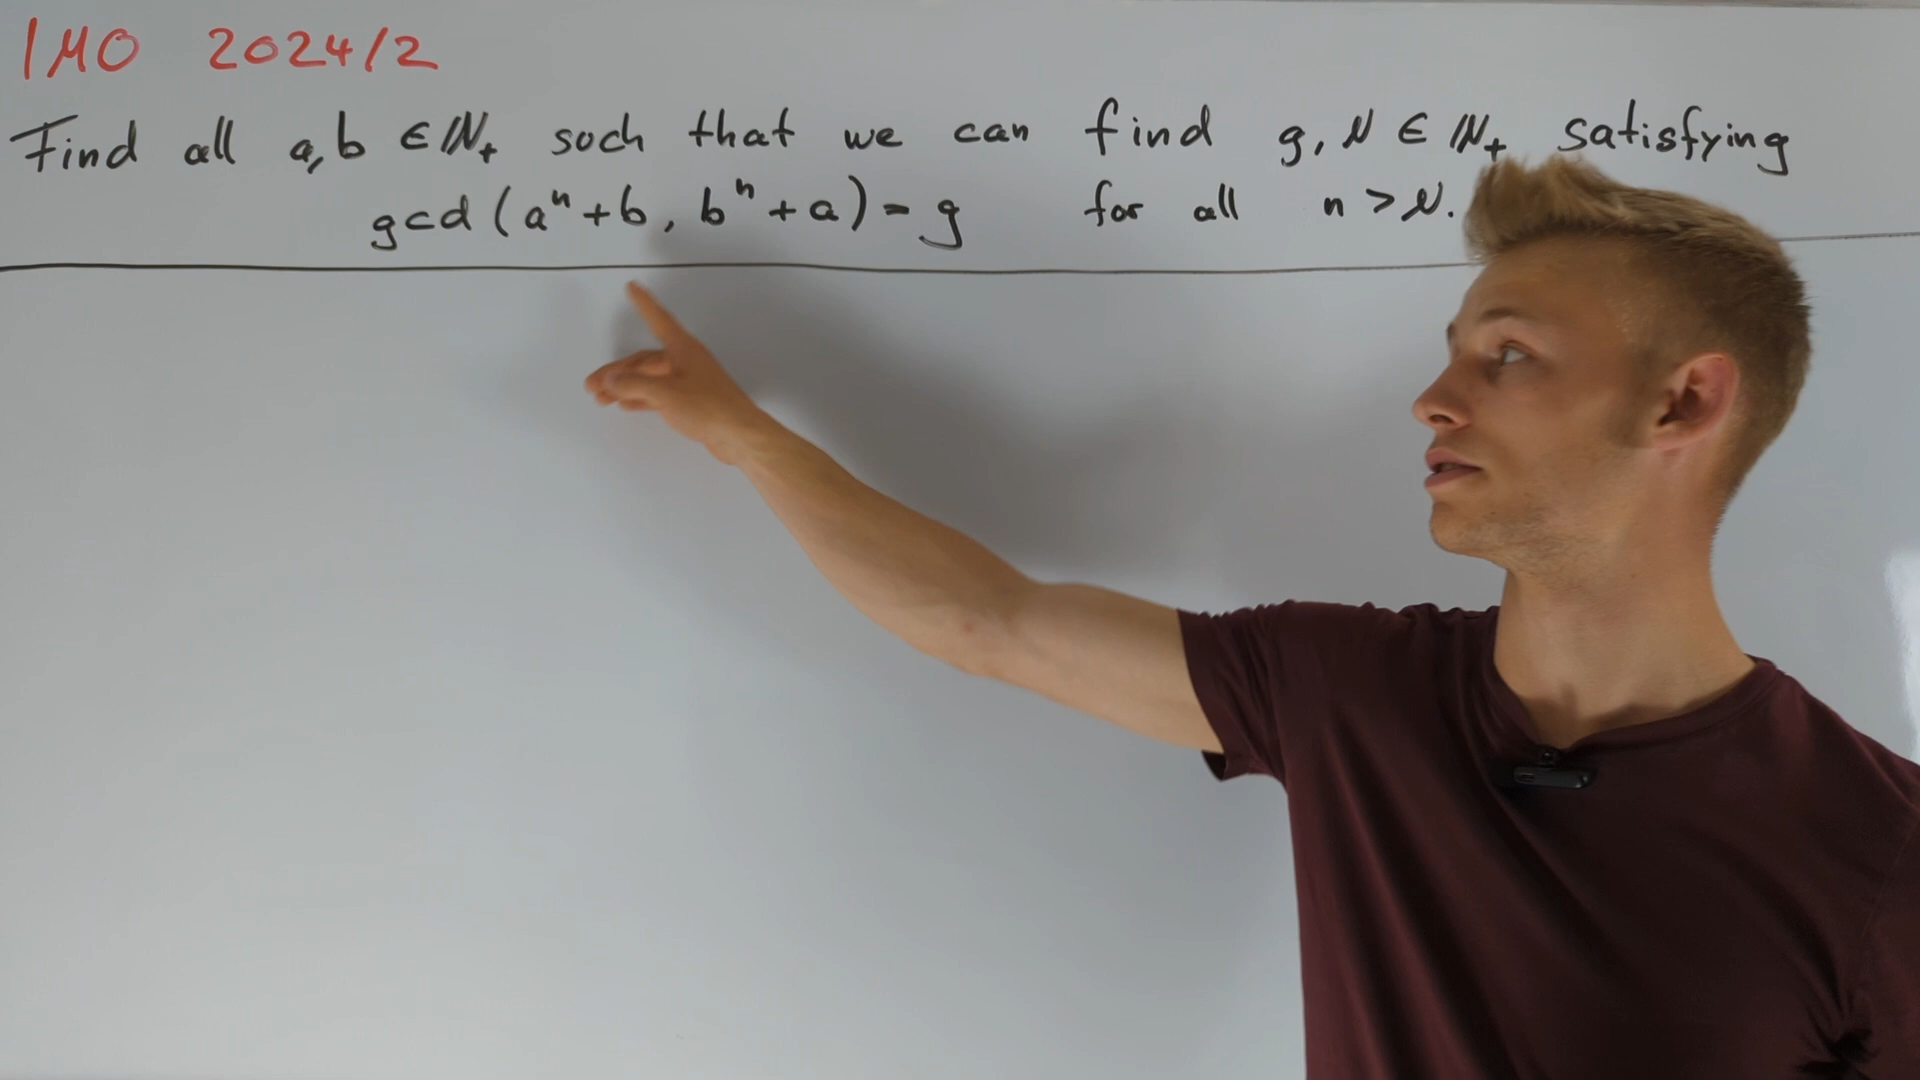 IMO 2024/2
Find all a,b ∈ ℕ₊ such that we can find g, N ∈ ℕ₊ satisfying
gcd (aⁿ+b, bⁿ+a) = g for all n > N.